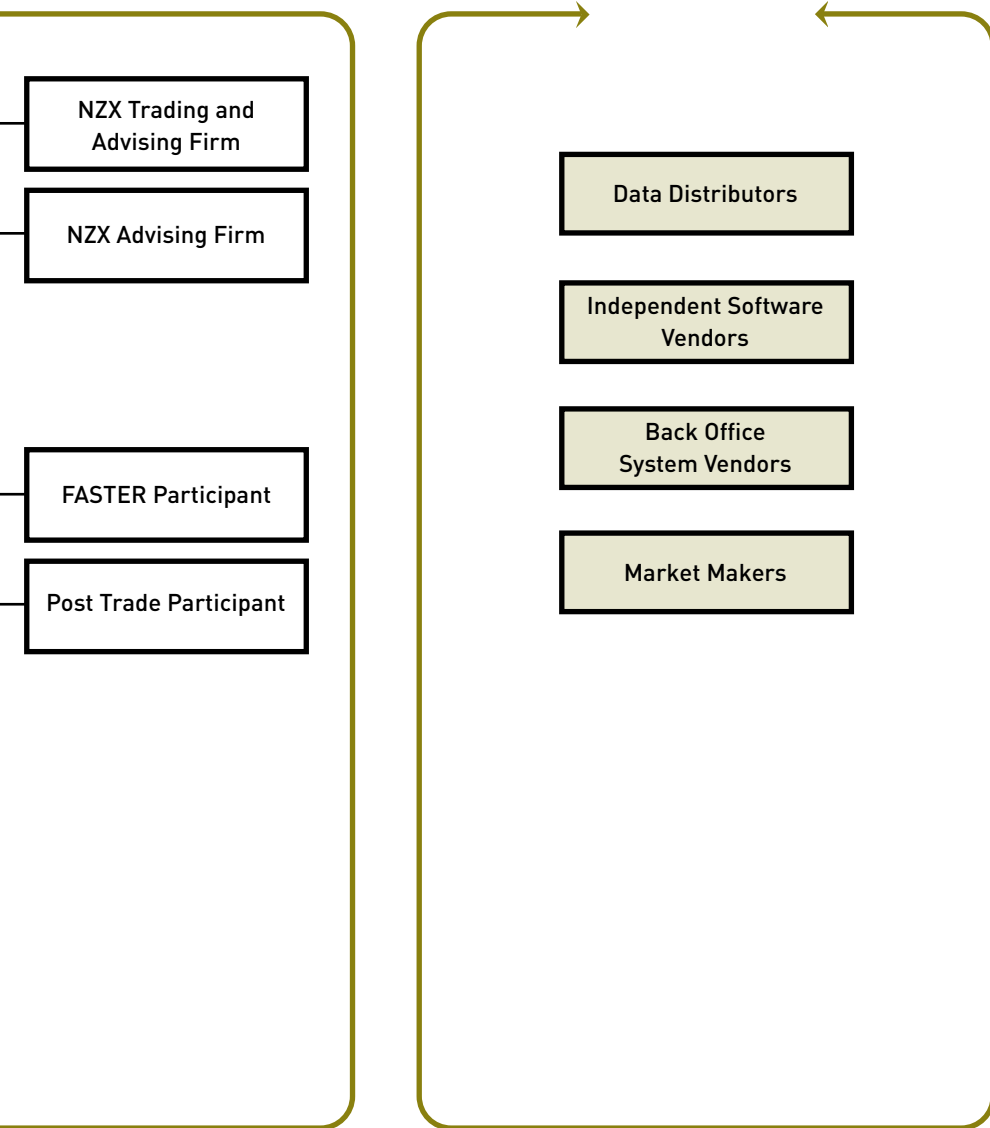 NZX Trading and
Advising Firm
NZX Advising Firm
FASTER Participant
Post Trade Participant
Data Distributors
Independent Software
Vendors
Back Office
System Vendors
Market Makers